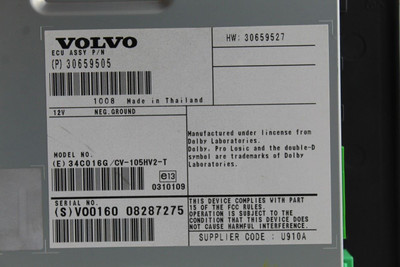 VOLVO
ECU ASSY P/N
(P) 30659505
HW: 30659527
1008 Made in Thailand
12V NEG.GROUND
Manufactured under lincense from
Dolby Laboratories.
Dolby. Pro Logic and the double-D
symbol are trademarks of Dolby
Laboratories.
MODEL NO.
(E) 34C016G/CV-105HV2-T
e13
0310109
SERIAL NO.
(S) V00160 08287275
THIS DEVICE COMPLIES WITH PART
15 OF THE FCC RULES.
OPERATION IS SUBJECT TO THE
CONDITION THAT THIS DEVICE DOES
NOT CAUSE HARMFUL INTERFERENCE.
SUPPLIER CODE : U910A